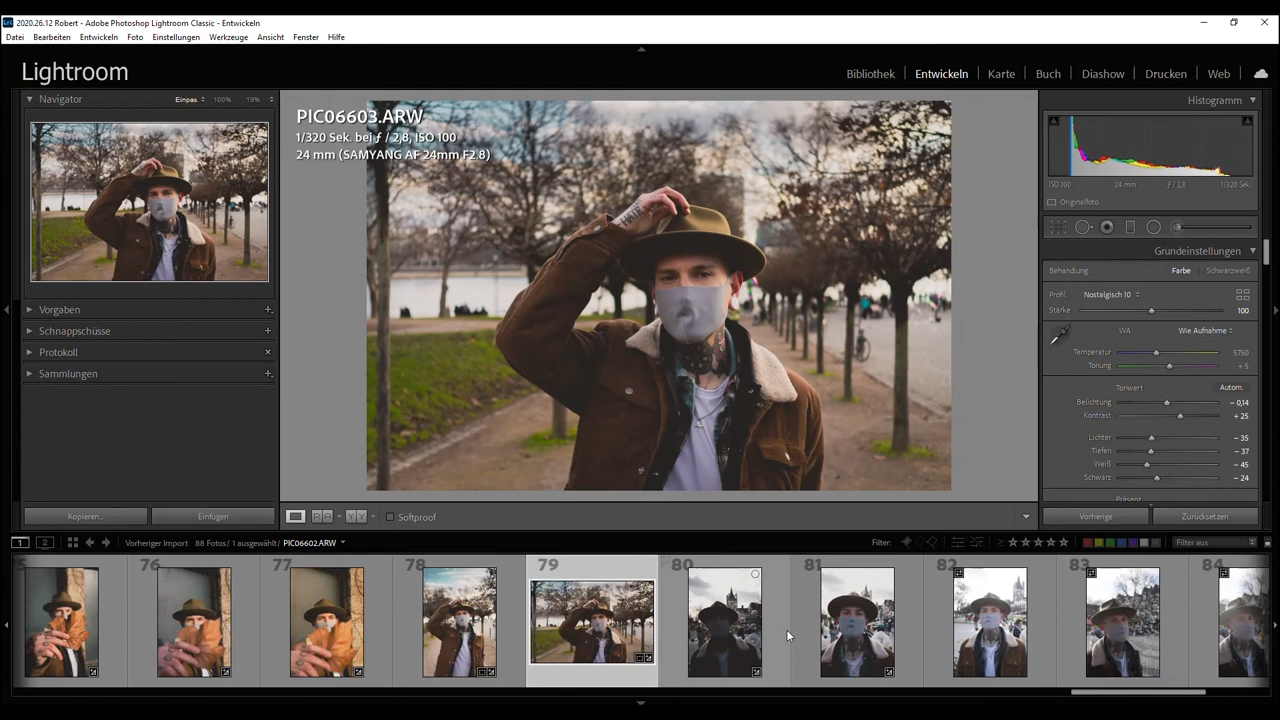 2020.26.12 Robert - Adobe Photoshop Lightroom Classic - Entwickeln
Datei Bearbeiten Entwickeln Foto Einstellungen Werkzeuge Ansicht Fenster Hilfe
Lightroom
Bibliothek | Entwickeln | Karte | Buch | Diashow | Drucken | Web
Navigator Einpas. 100% 19%
Vorgaben
Schnappschüsse
Protokoll
Sammlungen
Kopieren... Einfügen
PIC06603.ARW
1/320 Sek. bei ƒ / 2,8, ISO 100
24 mm (SAMYANG AF 24mm F2.8)
Softproof
Histogramm
ISO 100 24 mm ƒ / 2,8 1/320 Sek.
Originalfoto
Grundeinstellungen
Behandlung: Farbe | Schwarzweiß
Profil: Nostalgisch 10
Stärke 100
WA: Wie Aufnahme
Temperatur 5750
Tonung + 5
Tonwert Autom.
Belichtung – 0,14
Kontrast + 25
Lichter – 35
Tiefen – 37
Weiß – 45
Schwarz – 24
Präsenz
Vorherige Zurücksetzen
1 2 Vorheriger Import 88 Fotos/ 1 ausgewählt/ PIC06602.ARW Filter: Filter aus
5 76 77 78 79 80 81 82 83 84